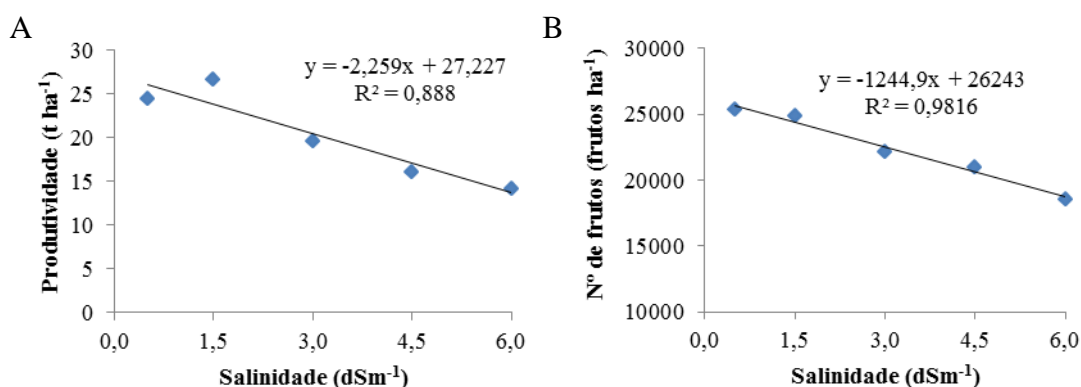 A
Produtividade (t ha⁻¹)
30
25
20
15
10
5
0
y = -2,259x + 27,227
R² = 0,888
0,0 1,5 3,0 4,5 6,0
Salinidade (dSm⁻¹)
B
Nº de frutos (frutos ha⁻¹)
30000
25000
20000
15000
10000
y = -1244,9x + 26243
R² = 0,9816
0,0 1,5 3,0 4,5 6,0
Salinidade (dSm⁻¹)